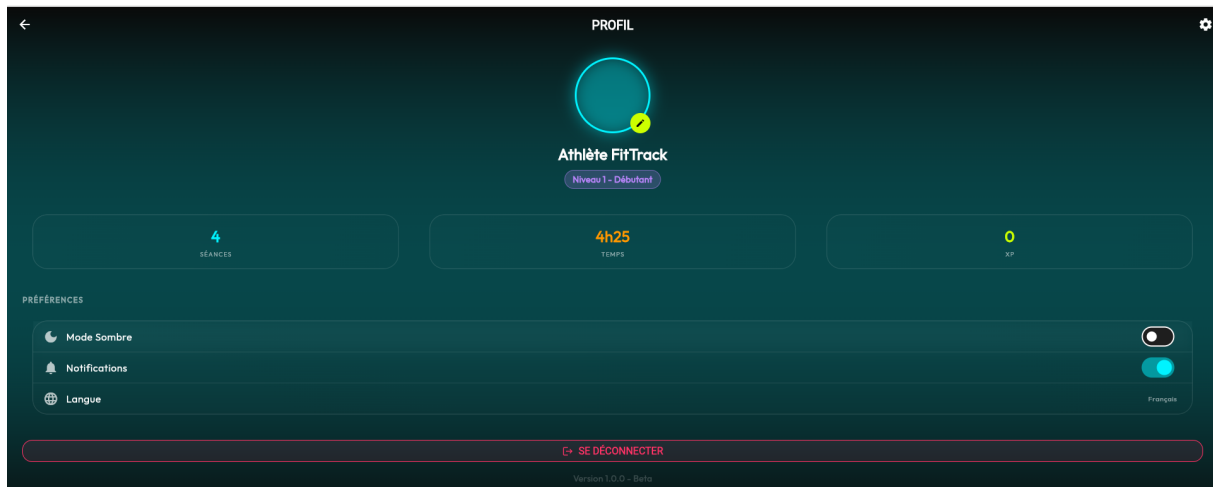 PROFIL
Athlète FitTrack
Niveau 1 - Débutant
4
SÉANCES
4h25
TEMPS
0
XP
PRÉFÉRENCES
Mode Sombre
Notifications
Langue
Français
SE DÉCONNECTER
Version 1.0.0 - Beta